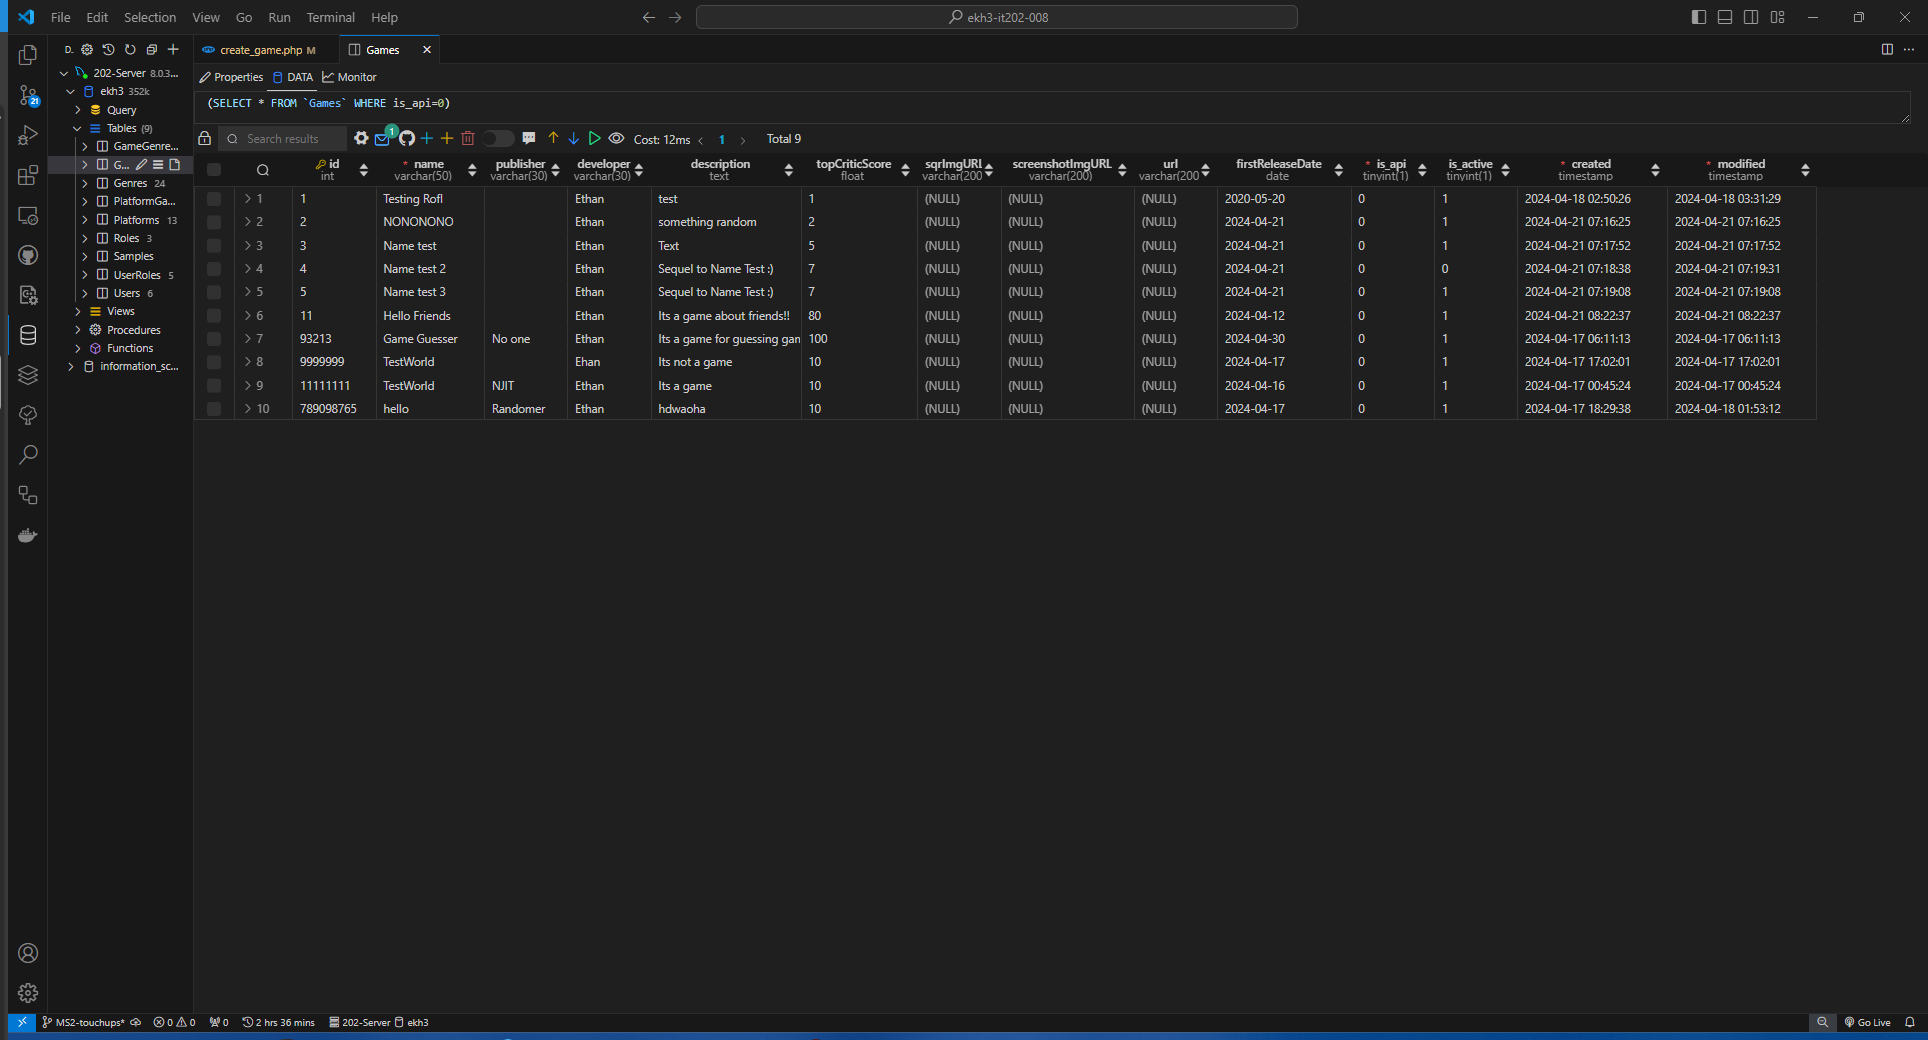 File Edit Selection View Go Run Terminal Help
ekh3-it202-008
D.
create_game.php M
Games
202-Server 8.0.3...
ekh3 352k
Query
Tables (9)
GameGenre...
G...
Genres 24
PlatformGa...
Platforms 13
Roles 3
Samples
UserRoles 5
Users 6
Views
Procedures
Functions
information_sc...
Properties DATA Monitor
(SELECT * FROM `Games` WHERE is_api=0)
Search results 1 Cost: 12ms 1 Total 9
id name publisher developer description topCriticScore sqrImgURL screenshotImgURL url firstReleaseDate * is_api is_active * created * modified
int varchar(50) varchar(30) varchar(30) text float varchar(200 varchar(200) varchar(200 date tinyint(1) tinyint(1) timestamp timestamp
1 1 Testing Rofl Ethan test 1 (NULL) (NULL) (NULL) 2020-05-20 0 1 2024-04-18 02:50:26 2024-04-18 03:31:29
2 2 NONONONO Ethan something random 2 (NULL) (NULL) (NULL) 2024-04-21 0 1 2024-04-21 07:16:25 2024-04-21 07:16:25
3 3 Name test Ethan Text 5 (NULL) (NULL) (NULL) 2024-04-21 0 1 2024-04-21 07:17:52 2024-04-21 07:17:52
4 4 Name test 2 Ethan Sequel to Name Test :) 7 (NULL) (NULL) (NULL) 2024-04-21 0 0 2024-04-21 07:18:38 2024-04-21 07:19:31
5 5 Name test 3 Ethan Sequel to Name Test :) 7 (NULL) (NULL) (NULL) 2024-04-21 0 1 2024-04-21 07:19:08 2024-04-21 07:19:08
6 11 Hello Friends Ethan Its a game about friends!! 80 (NULL) (NULL) (NULL) 2024-04-12 0 1 2024-04-21 08:22:37 2024-04-21 08:22:37
7 93213 Game Guesser No one Ethan Its a game for guessing gan 100 (NULL) (NULL) (NULL) 2024-04-30 0 1 2024-04-17 06:11:13 2024-04-17 06:11:13
8 9999999 TestWorld Ehan Its not a game 10 (NULL) (NULL) (NULL) 2024-04-17 0 1 2024-04-17 17:02:01 2024-04-17 17:02:01
9 11111111 TestWorld NJIT Ethan Its a game 10 (NULL) (NULL) (NULL) 2024-04-16 0 1 2024-04-17 00:45:24 2024-04-17 00:45:24
10 789098765 hello Randomer Ethan hdwaoha 10 (NULL) (NULL) (NULL) 2024-04-17 0 1 2024-04-17 18:29:38 2024-04-18 01:53:12
21
MS2-touchups* 0 0 0 2 hrs 36 mins 202-Server ekh3 Go Live